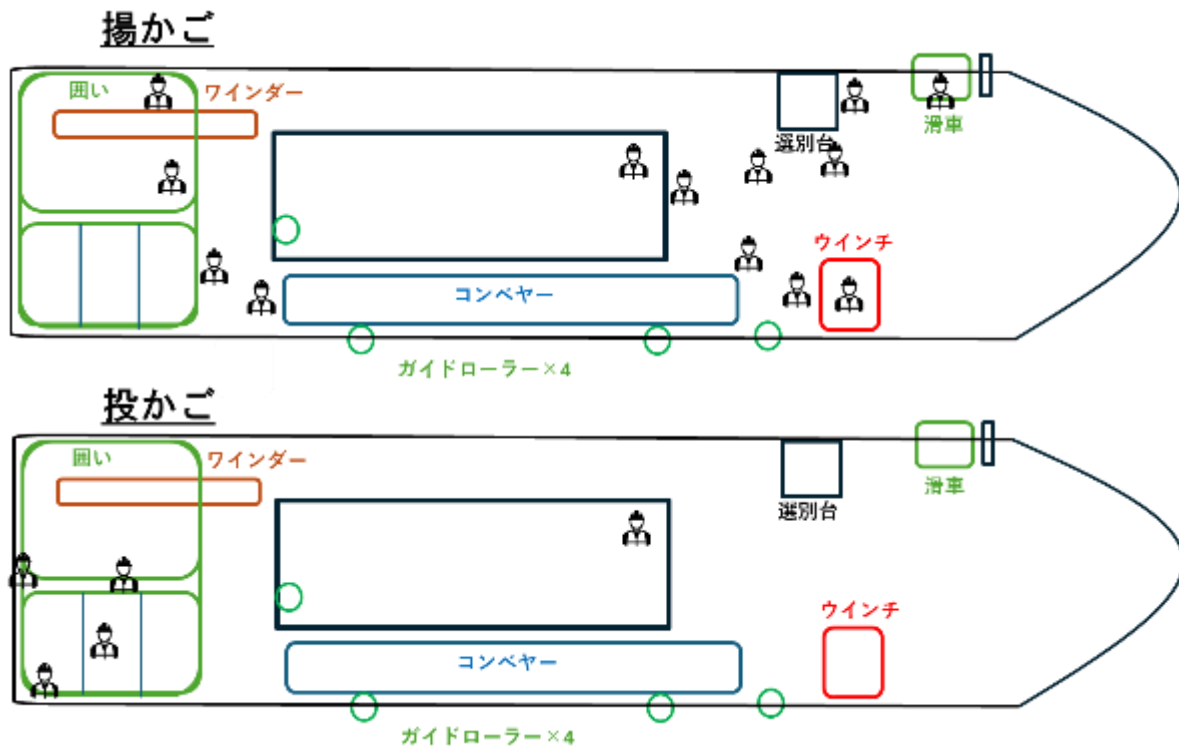 揚かご
囲い
ワインダー
選別台
滑車
ウインチ
コンベヤー
ガイドローラー×4
投かご
囲い
ワインダー
選別台
滑車
ウインチ
コンベヤー
ガイドローラー×4